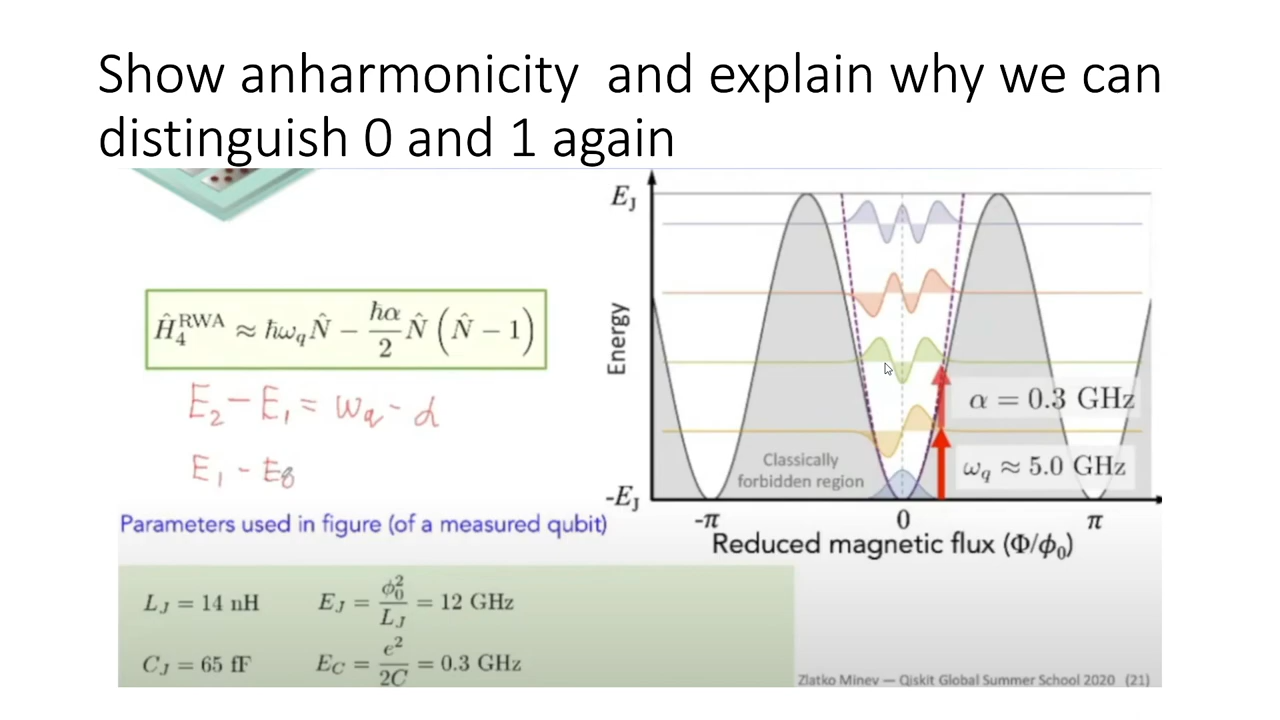 Show anharmonicity and explain why we can
distinguish 0 and 1 again
Ĥ₄ᴿᵂᴬ ≈ ħω_q N̂ − ħα/2 N̂ (N̂ − 1)
E₂ − E₁ = ω_q − α
E₁ − E₀
Parameters used in figure (of a measured qubit)
L_J = 14 nH E_J = ϕ₀²/L_J = 12 GHz
C_J = 65 fF E_C = e²/2C = 0.3 GHz
E_J
Energy
α = 0.3 GHz
Classically
forbidden region
ω_q ≈ 5.0 GHz
-E_J
-π 0 π
Reduced magnetic flux (Φ/ϕ₀)
Zlatko Minev — Qiskit Global Summer School 2020 (21)